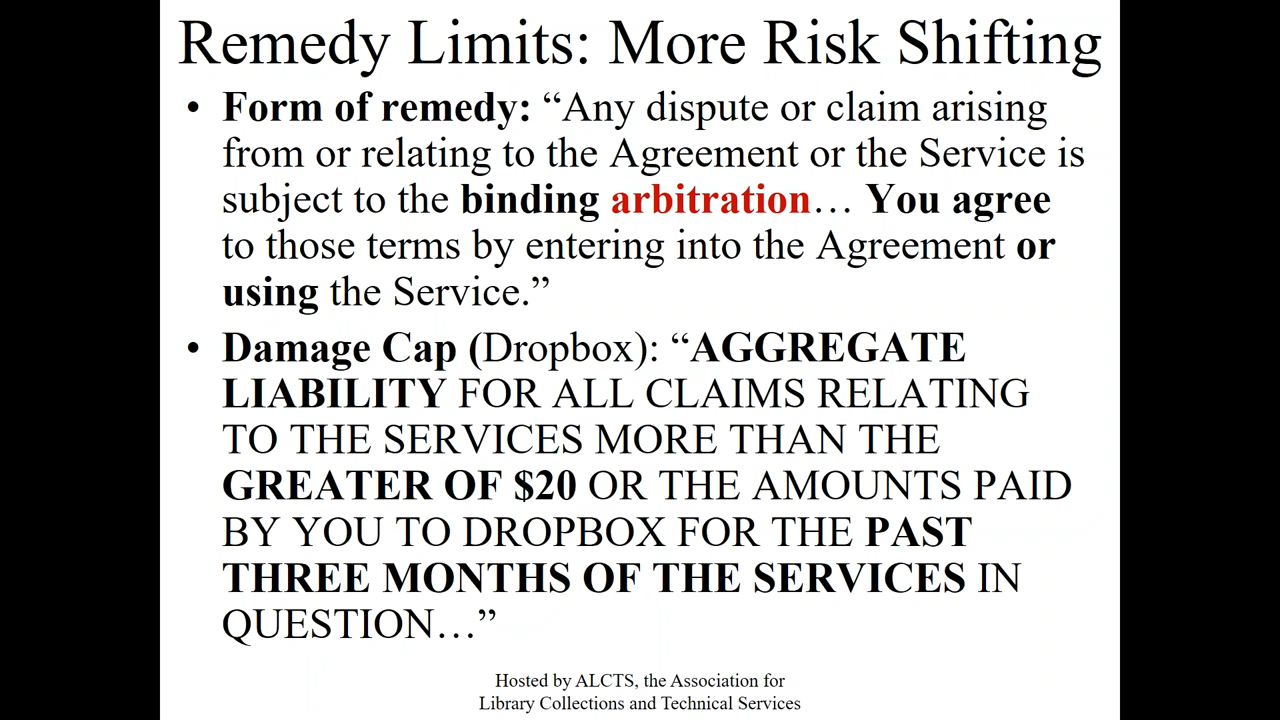 Remedy Limits: More Risk Shifting
• Form of remedy: “Any dispute or claim arising
from or relating to the Agreement or the Service is
subject to the binding arbitration… You agree
to those terms by entering into the Agreement or
using the Service.”
• Damage Cap (Dropbox): “AGGREGATE
LIABILITY FOR ALL CLAIMS RELATING
TO THE SERVICES MORE THAN THE
GREATER OF $20 OR THE AMOUNTS PAID
BY YOU TO DROPBOX FOR THE PAST
THREE MONTHS OF THE SERVICES IN
QUESTION…”
Hosted by ALCTS, the Association for
Library Collections and Technical Services